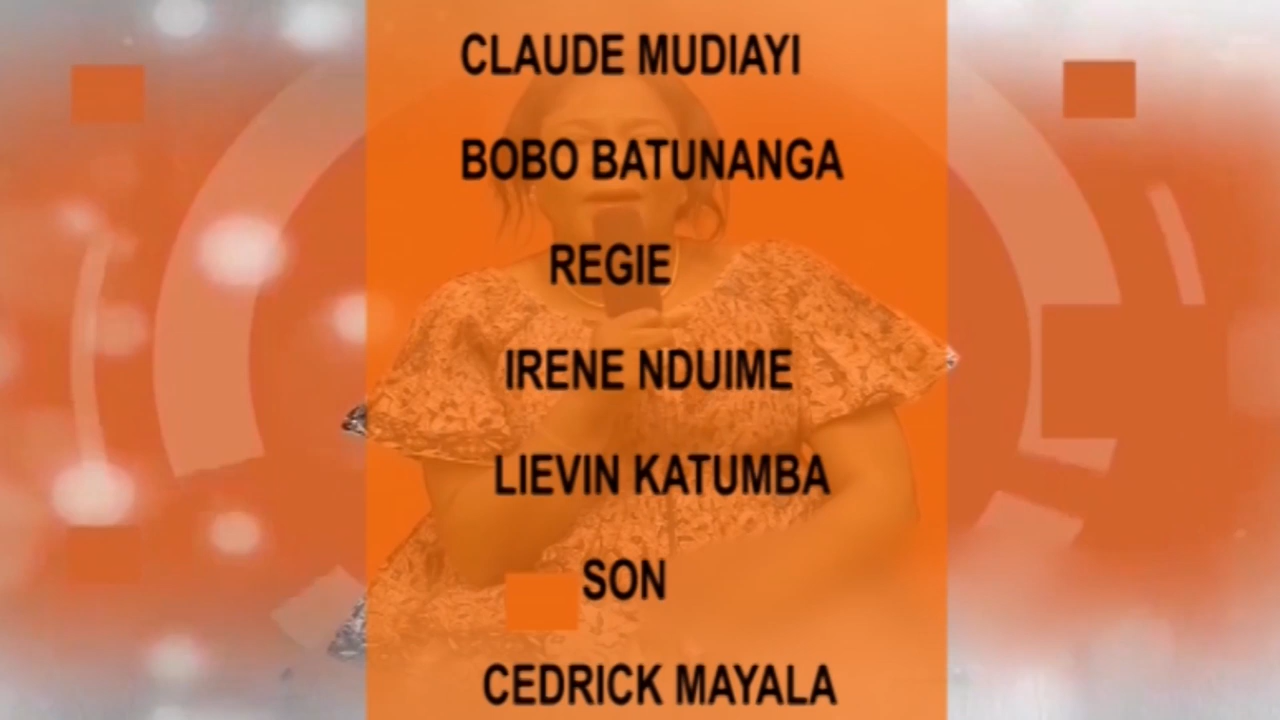 CLAUDE MUDIAYI
BOBO BATUNANGA
REGIE
IRENE NDUIME
LIEVIN KATUMBA
SON
CEDRICK MAYALA